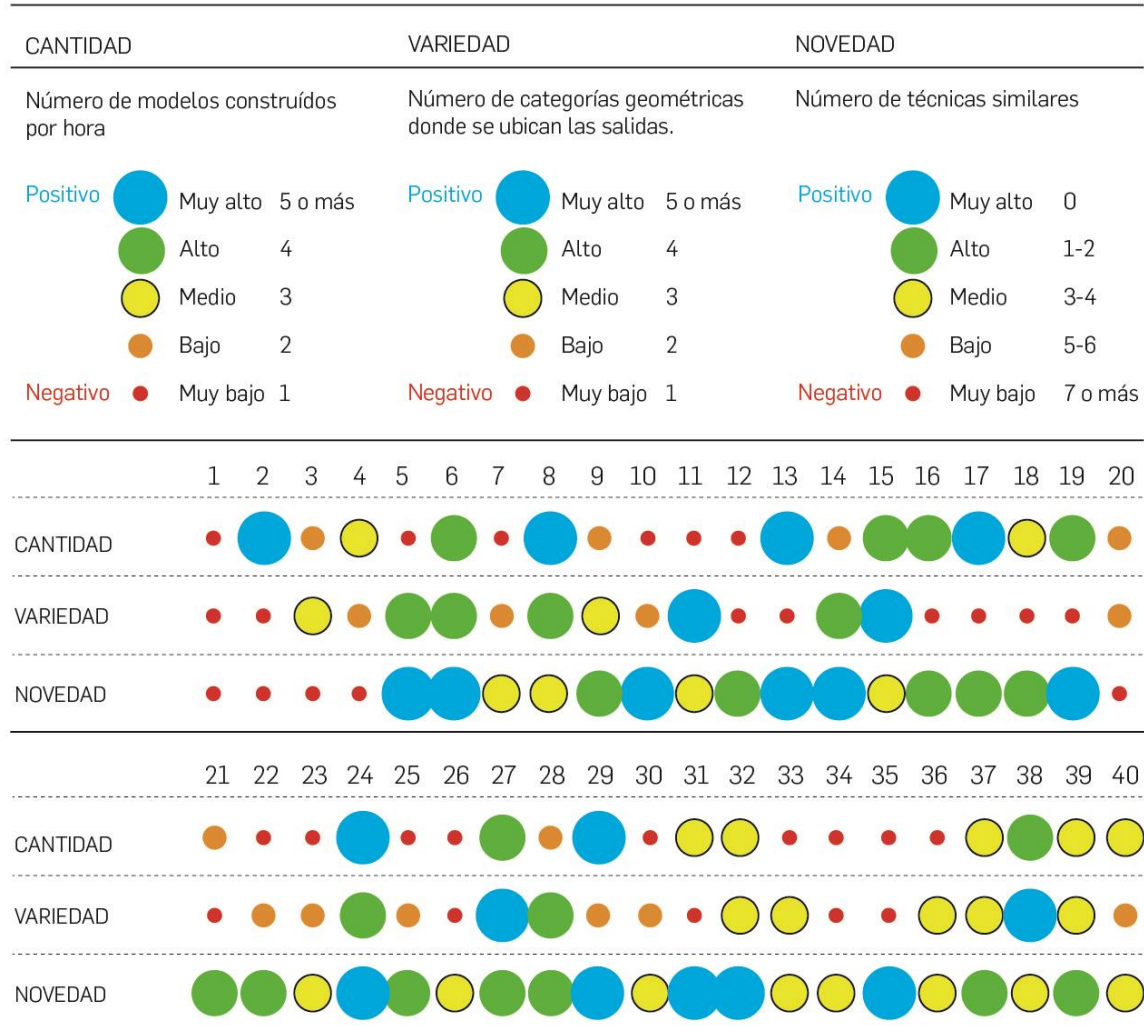 CANTIDAD VARIEDAD NOVEDAD
Número de modelos construídos por hora
Número de categorías geométricas donde se ubican las salidas.
Número de técnicas similares
Positivo Muy alto 5 o más Positivo Muy alto 5 o más Positivo Muy alto 0
Alto 4 Alto 4 Alto 1-2
Medio 3 Medio 3 Medio 3-4
Bajo 2 Bajo 2 Bajo 5-6
Negativo Muy bajo 1 Negativo Muy bajo 1 Negativo Muy bajo 7 o más
1 2 3 4 5 6 7 8 9 10 11 12 13 14 15 16 17 18 19 20
CANTIDAD
VARIEDAD
NOVEDAD
21 22 23 24 25 26 27 28 29 30 31 32 33 34 35 36 37 38 39 40
CANTIDAD
VARIEDAD
NOVEDAD